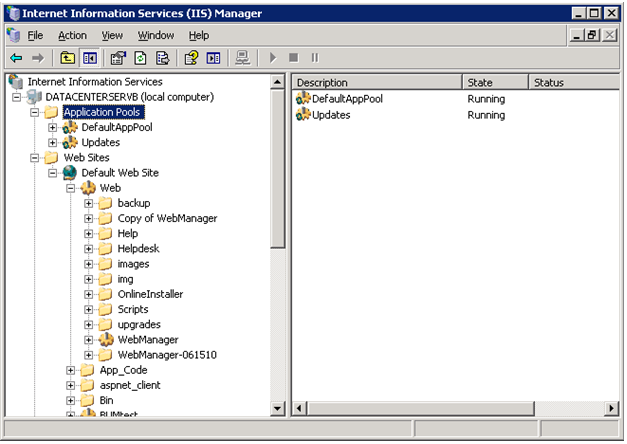 Internet Information Services (IIS) Manager
File Action View Window Help
Internet Information Services
DATACENTERSERVB (local computer)
Application Pools
DefaultAppPool
Updates
Web Sites
Default Web Site
Web
backup
Copy of WebManager
Help
Helpdesk
images
img
OnlineInstaller
Scripts
upgrades
WebManager
WebManager-061510
App_Code
aspnet_client
Bin
Description State Status
DefaultAppPool Running
Updates Running